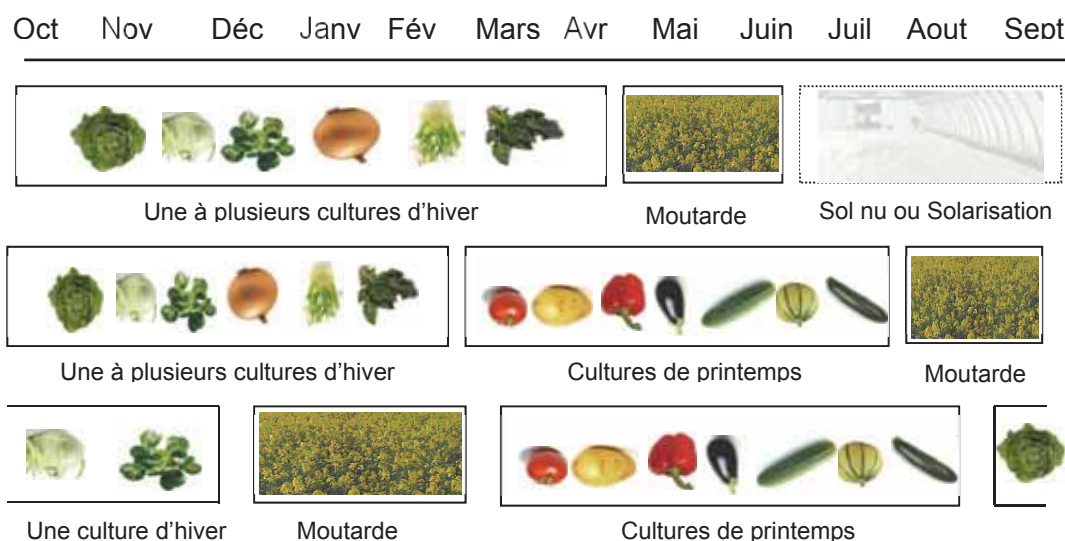 Oct Nov Déc Janv Fév Mars Avr Mai Juin Juil Aout Sept
Une à plusieurs cultures d'hiver Moutarde Sol nu ou Solarisation
Une à plusieurs cultures d'hiver Cultures de printemps Moutarde
Une culture d'hiver Moutarde Cultures de printemps